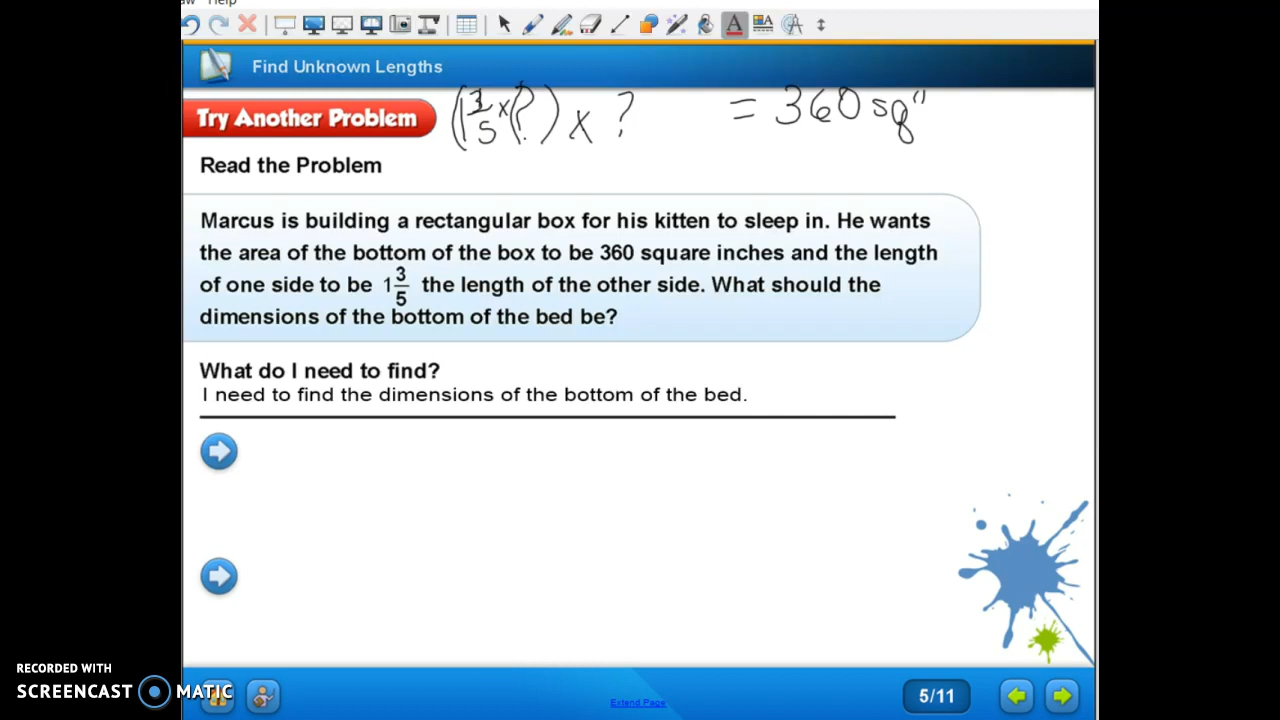 Help
Find Unknown Lengths
Try Another Problem
(1 3/5 x ?) x ? = 360 sq"
Read the Problem
Marcus is building a rectangular box for his kitten to sleep in. He wants
the area of the bottom of the box to be 360 square inches and the length
of one side to be 1 3/5 the length of the other side. What should the
dimensions of the bottom of the bed be?
What do I need to find?
I need to find the dimensions of the bottom of the bed.
RECORDED WITH
SCREENCAST MATIC
Extend Page
5/11